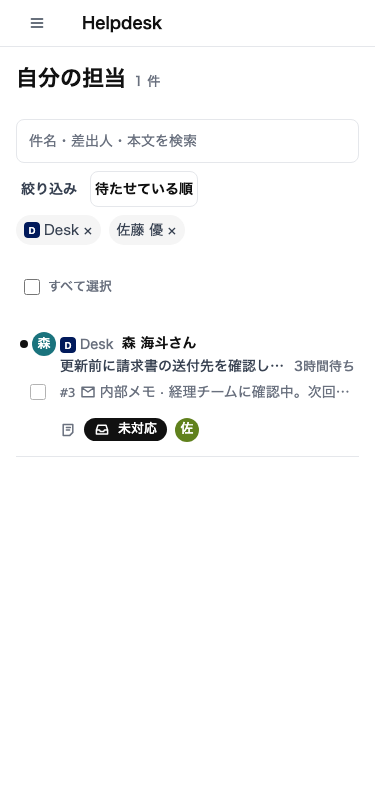 Helpdesk
自分の担当 1 件
件名・差出人・本文を検索
絞り込み 待たせている順
D Desk × 佐藤 優 ×
すべて選択
森 D Desk 森 海斗さん
更新前に請求書の送付先を確認し… 3時間待ち
#3 内部メモ · 経理チームに確認中。次回…
未対応 佐